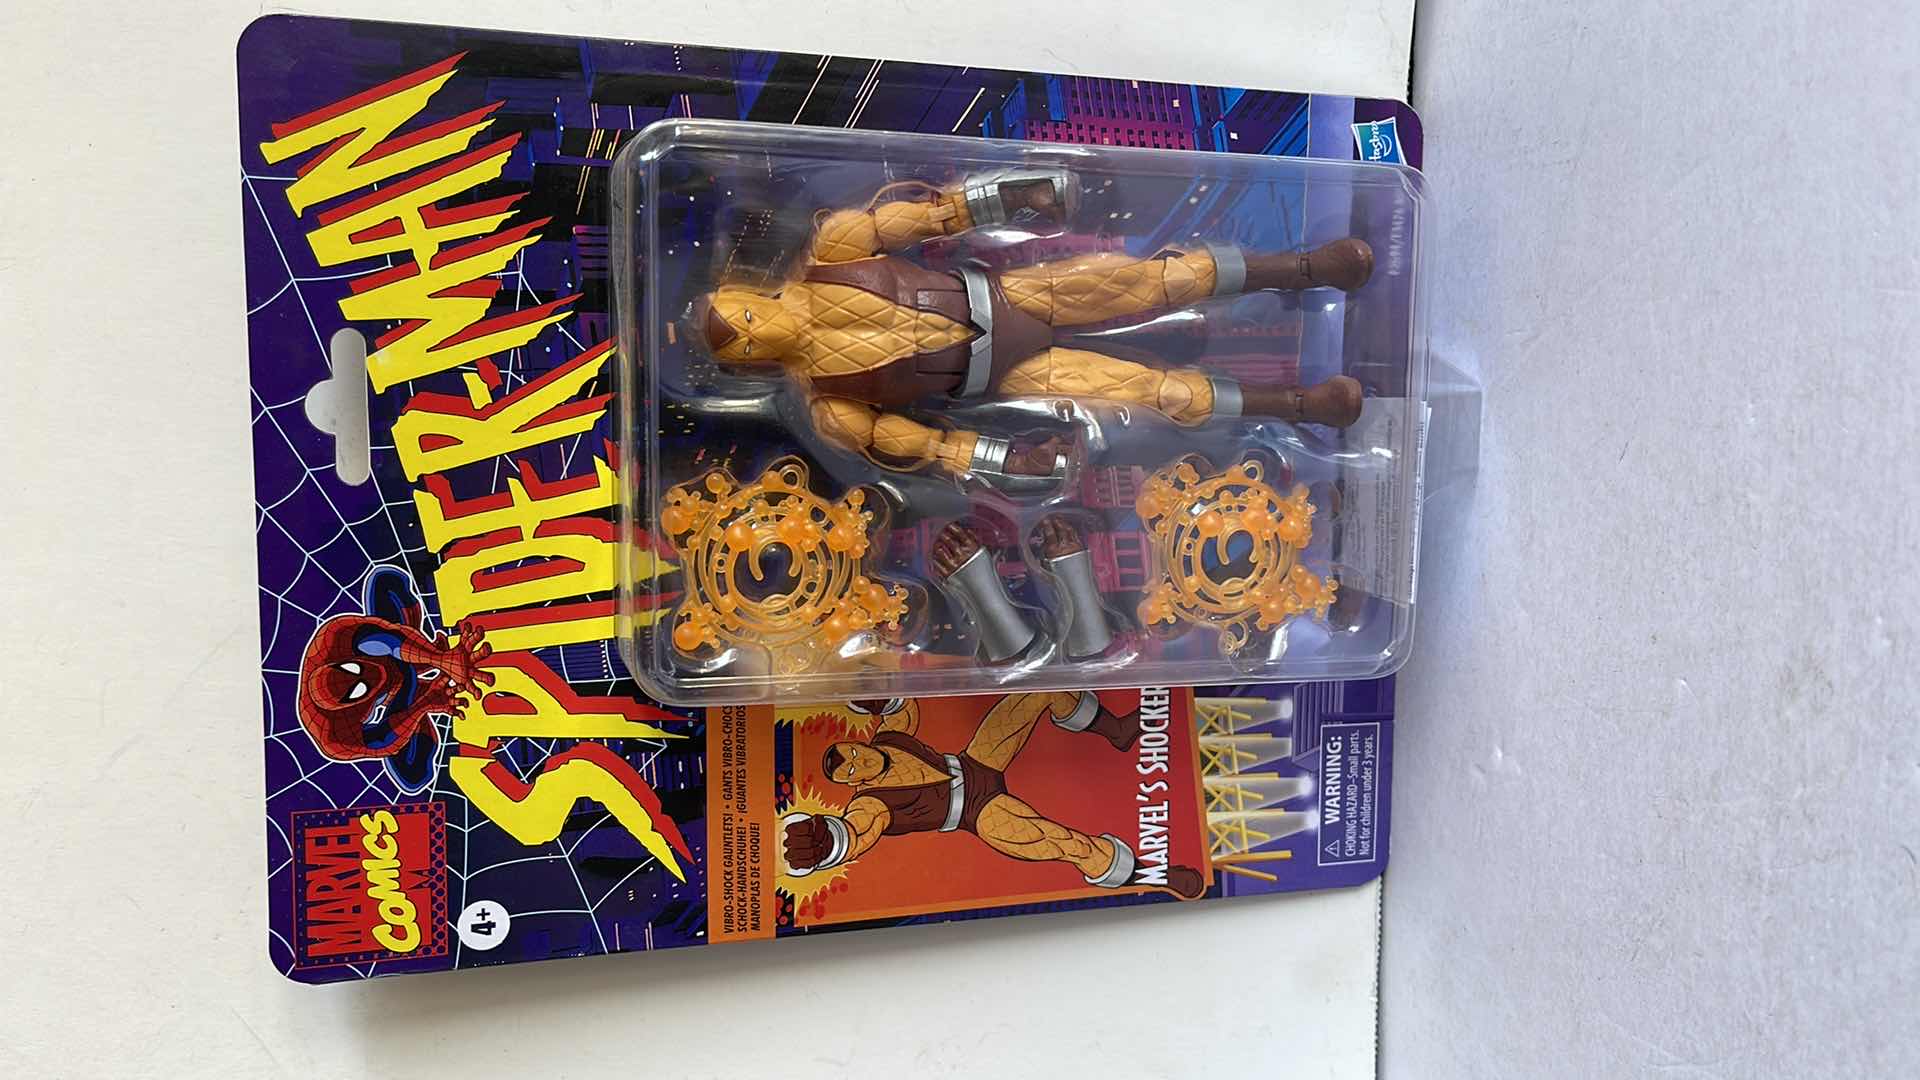 MARVEL
COMICS
SPIDER-MAN
4+
VIBRO-SHOCK GAUNTLETS! • GANTS VIBRO-CHOCS
SCHOCK-HANDSCHUHE! • ¡GUANTES VIBRATORIOS
MANOPLAS DE CHOQUE!
MARVEL'S SHOCKER
WARNING:
CHOKING HAZARD–Small parts.
Not for children under 3 years.
Hasbro